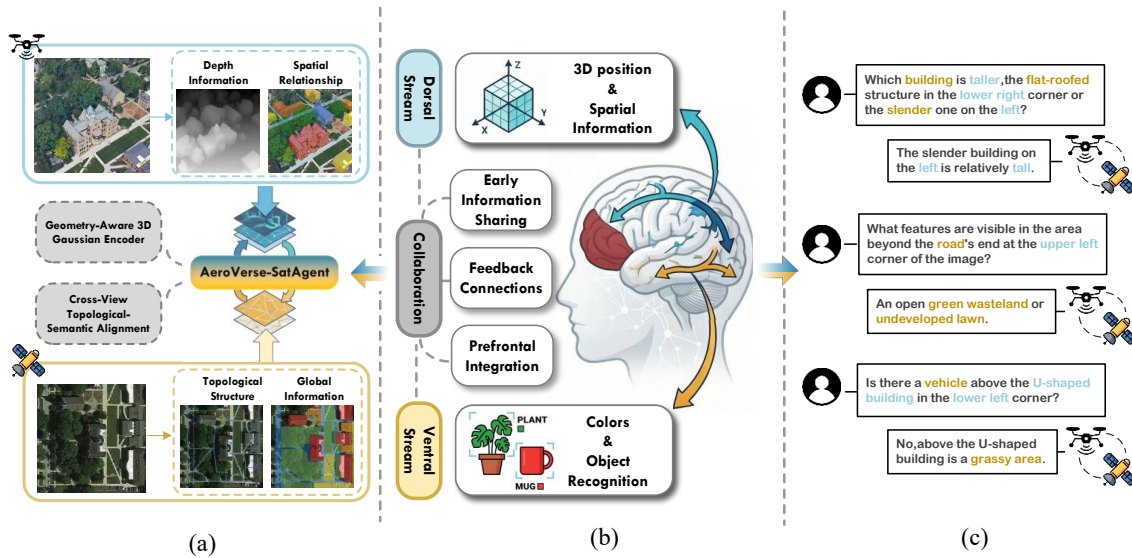 Depth
Information
Spatial
Relationship
Geometry-Aware 3D
Gaussian Encoder
AeroVerse-SatAgent
Cross-View
Topological-
Semantic Alignment
Topological
Structure
Global
Information
(a)
Dorsal
Stream
Z
Y
X
3D position
&
Spatial
Information
Collaboration
Early
Information
Sharing
Feedback
Connections
Prefrontal
Integration
Ventral
Stream
PLANT
MUG
Colors
&
Object
Recognition
(b)
Which building is taller,the flat-roofed
structure in the lower right corner or
the slender one on the left?
The slender building on
the left is relatively tall.
What features are visible in the area
beyond the road's end at the upper left
corner of the image?
An open green wasteland or
undeveloped lawn.
Is there a vehicle above the U-shaped
building in the lower left corner?
No,above the U-shaped
building is a grassy area.
(c)